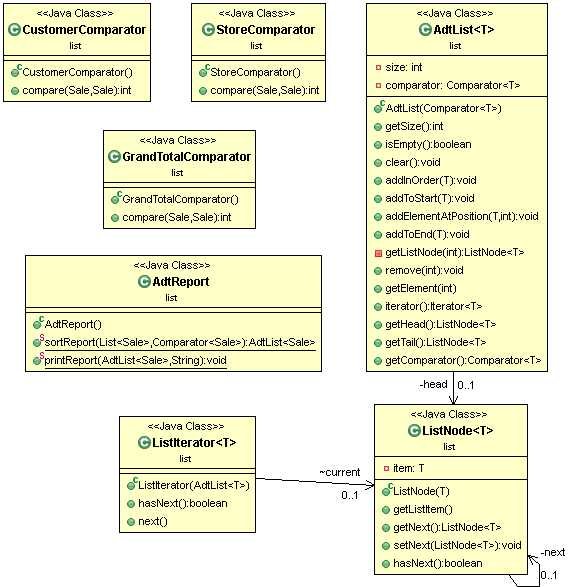 <<Java Class>>
CustomerComparator
list
CustomerComparator()
compare(Sale,Sale):int
<<Java Class>>
StoreComparator
list
StoreComparator()
compare(Sale,Sale):int
<<Java Class>>
AdtList<T>
list
size: int
comparator: Comparator<T>
AdtList(Comparator<T>)
getSize():int
isEmpty():boolean
clear():void
addInOrder(T):void
addToStart(T):void
addElementAtPosition(T,int):void
addToEnd(T):void
getListNode(int):ListNode<T>
remove(int):void
getElement(int)
iterator():Iterator<T>
getHead():ListNode<T>
getTail():ListNode<T>
getComparator():Comparator<T>
<<Java Class>>
GrandTotalComparator
list
GrandTotalComparator()
compare(Sale,Sale):int
<<Java Class>>
AdtReport
list
AdtReport()
sortReport(List<Sale>,Comparator<Sale>):AdtList<Sale>
printReport(AdtList<Sale>,String):void
-head
0..1
<<Java Class>>
ListIterator<T>
list
ListIterator(AdtList<T>)
hasNext():boolean
next()
~current
0..1
<<Java Class>>
ListNode<T>
list
item: T
ListNode(T)
getListItem()
getNext():ListNode<T>
setNext(ListNode<T>):void
hasNext():boolean
-next
0..1